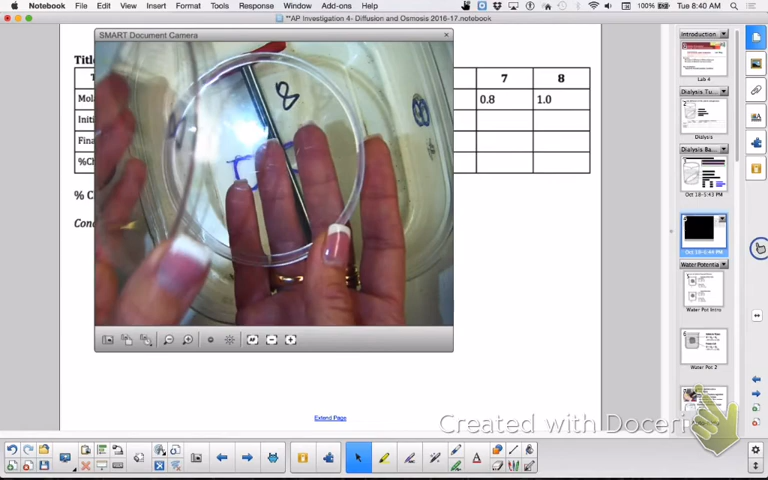 Notebook File Edit View Insert Format Tools Response Window Add-ons Help 100% Tue 8:40 AM
**AP Investigation 4- Diffusion and Osmosis 2016-17.notebook
SMART Document Camera
Introduction
Lab 4
Dialysis Tu...
Dialysis
Dialysis Ba...
Oct 18-5:43 PM
Oct 18-6:44 PM
Water Potentia
Water Pot Intro
Water Pot 2
Title
T
7 8
Mola 0.8 1.0
Initi
Fina
%Ch
% C
Conc
8
Extend Page
Created with Doceri